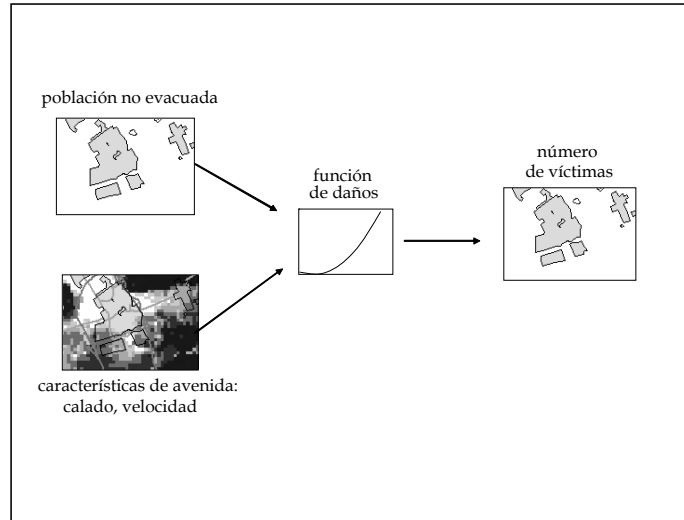 población no evacuada
función
de daños
número
de víctimas
características de avenida:
calado, velocidad